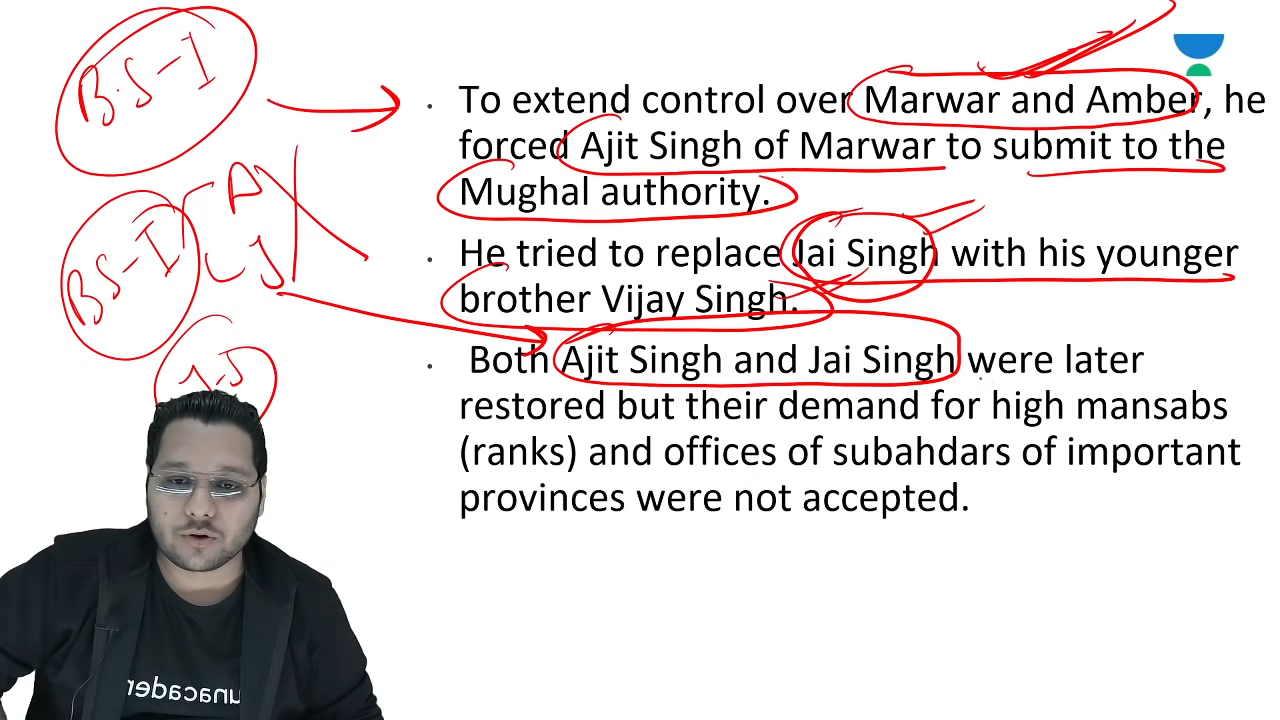 B.S-I
• To extend control over Marwar and Amber, he
forced Ajit Singh of Marwar to submit to the
Mughal authority.
BS-I
A
J
• He tried to replace Jai Singh with his younger
brother Vijay Singh.
• Both Ajit Singh and Jai Singh were later
restored but their demand for high mansabs
(ranks) and offices of subahdars of important
provinces were not accepted.
unacadem